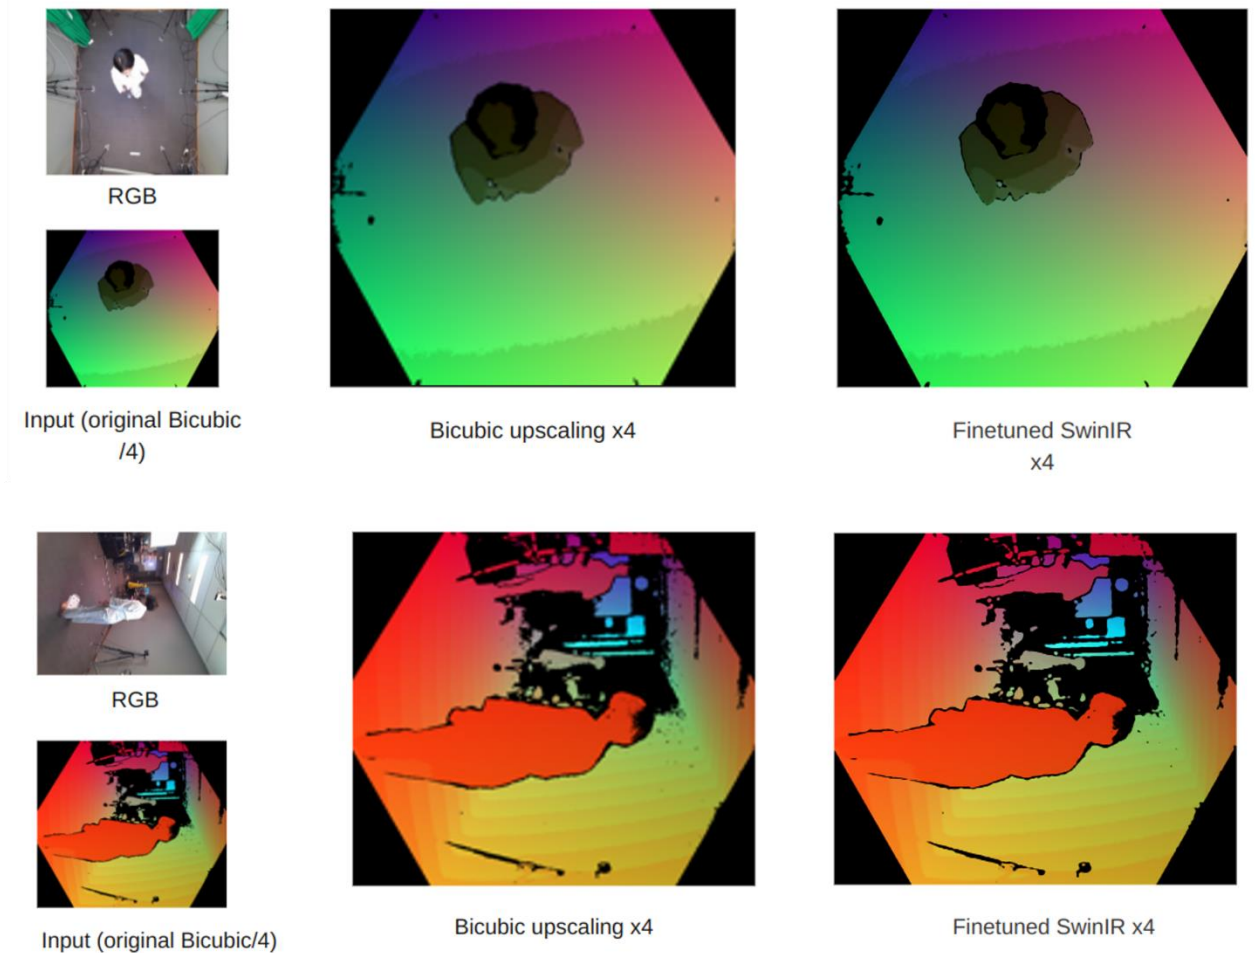 RGB
Input (original Bicubic
/4)
Bicubic upscaling x4
Finetuned SwinIR
x4
RGB
Input (original Bicubic/4)
Bicubic upscaling x4
Finetuned SwinIR x4